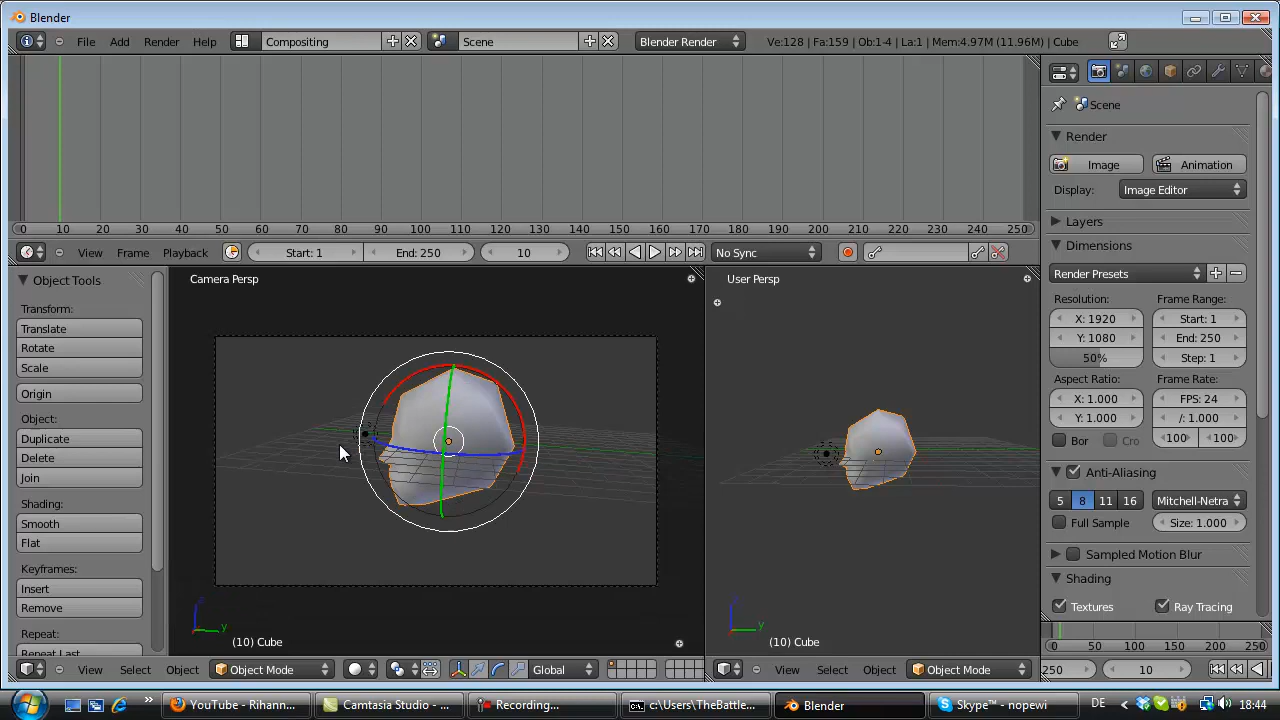 Blender
File Add Render Help Compositing Scene Blender Render Ve:128 | Fa:159 | Ob:1-4 | La:1 | Mem:4.97M (11.96M) | Cube
0 10 20 30 40 50 60 70 80 90 100 110 120 130 140 150 160 170 180 190 200 210 220 230 240 250
View Frame Playback Start: 1 End: 250 10 No Sync
Object Tools
Transform:
Translate
Rotate
Scale
Origin
Object:
Duplicate
Delete
Join
Shading:
Smooth
Flat
Keyframes:
Insert
Remove
Repeat:
Repeat Last
Camera Persp
y
(10) Cube
User Persp
y
(10) Cube
Scene
Render
Image Animation
Display: Image Editor
Layers
Dimensions
Render Presets
Resolution: Frame Range:
X: 1920 Start: 1
Y: 1080 End: 250
50% Step: 1
Aspect Ratio: Frame Rate:
X: 1.000 FPS: 24
Y: 1.000 /: 1.000
Bor Cro 100 100
Anti-Aliasing
5 8 11 16 Mitchell-Netra
Full Sample Size: 1.000
Sampled Motion Blur
Shading
Textures Ray Tracing
0 50 100 150 200 250
View Select Object Object Mode Global
View Select Object Object Mode
250 10
YouTube - Rihann... Camtasia Studio - ... Recording... c:\Users\TheBattle... Blender Skype™ - nopewi DE 18:44